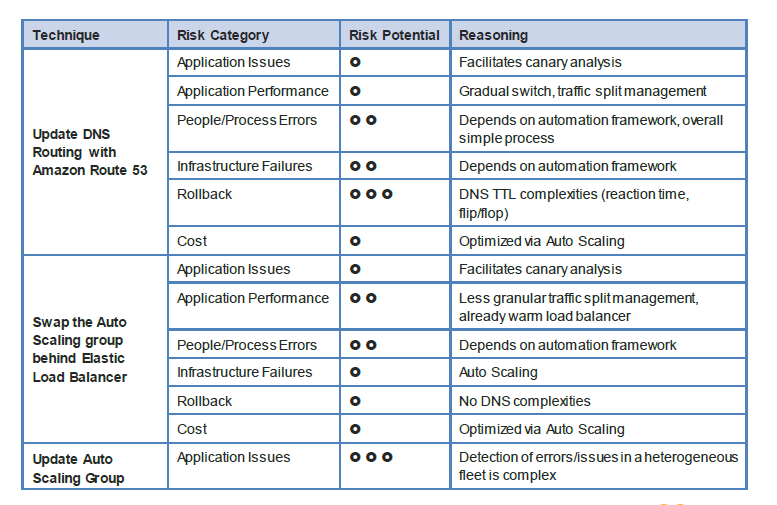 Technique Risk Category Risk Potential Reasoning
Update DNS
Routing with
Amazon Route 53
Application Issues Facilitates canary analysis
Application Performance Gradual switch, traffic split management
People/Process Errors Depends on automation framework, overall
simple process
Infrastructure Failures Depends on automation framework
Rollback DNS TTL complexities (reaction time,
flip/flop)
Cost Optimized via Auto Scaling
Swap the Auto
Scaling group
behind Elastic
Load Balancer
Application Issues Facilitates canary analysis
Application Performance Less granular traffic split management,
already warm load balancer
People/Process Errors Depends on automation framework
Infrastructure Failures Auto Scaling
Rollback No DNS complexities
Cost Optimized via Auto Scaling
Update Auto
Scaling Group
Application Issues Detection of errors/issues in a heterogeneous
fleet is complex